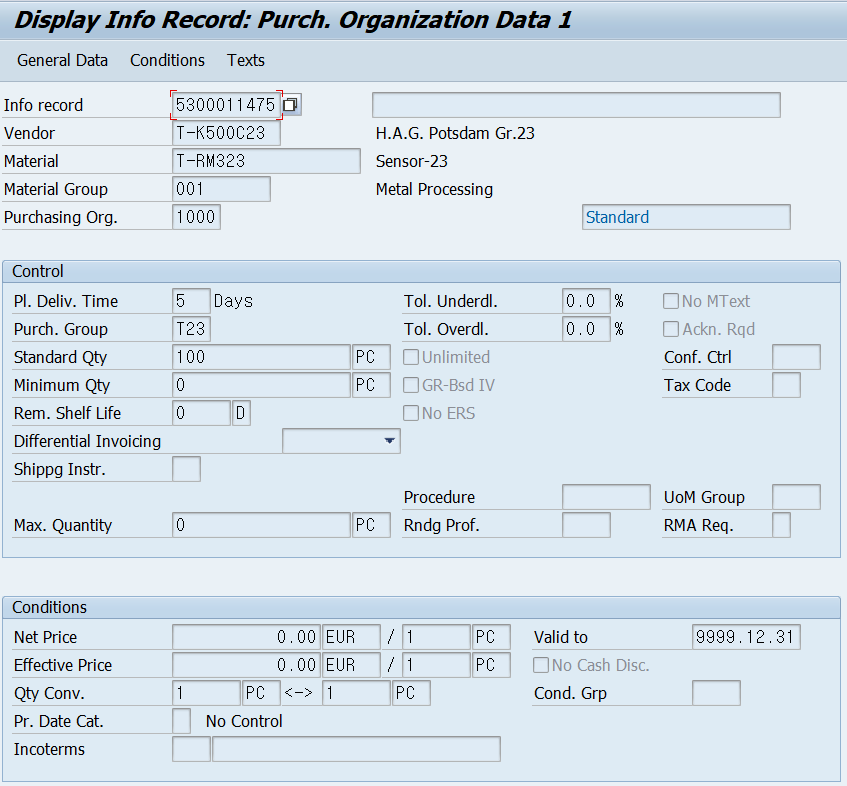 Display Info Record: Purch. Organization Data 1
General Data Conditions Texts
Info record 5300011475
Vendor T-K500C23 H.A.G. Potsdam Gr.23
Material T-RM323 Sensor-23
Material Group 001 Metal Processing
Purchasing Org. 1000 Standard
Control
Pl. Deliv. Time 5 Days Tol. Underdl. 0.0 % No MText
Purch. Group T23 Tol. Overdl. 0.0 % Ackn. Rqd
Standard Qty 100 PC Unlimited Conf. Ctrl
Minimum Qty 0 PC GR-Bsd IV Tax Code
Rem. Shelf Life 0 D No ERS
Differential Invoicing
Shippg Instr.
Procedure UoM Group
Max. Quantity 0 PC Rndg Prof. RMA Req.
Conditions
Net Price 0.00 EUR / 1 PC Valid to 9999.12.31
Effective Price 0.00 EUR / 1 PC No Cash Disc.
Qty Conv. 1 PC <-> 1 PC Cond. Grp
Pr. Date Cat. No Control
Incoterms